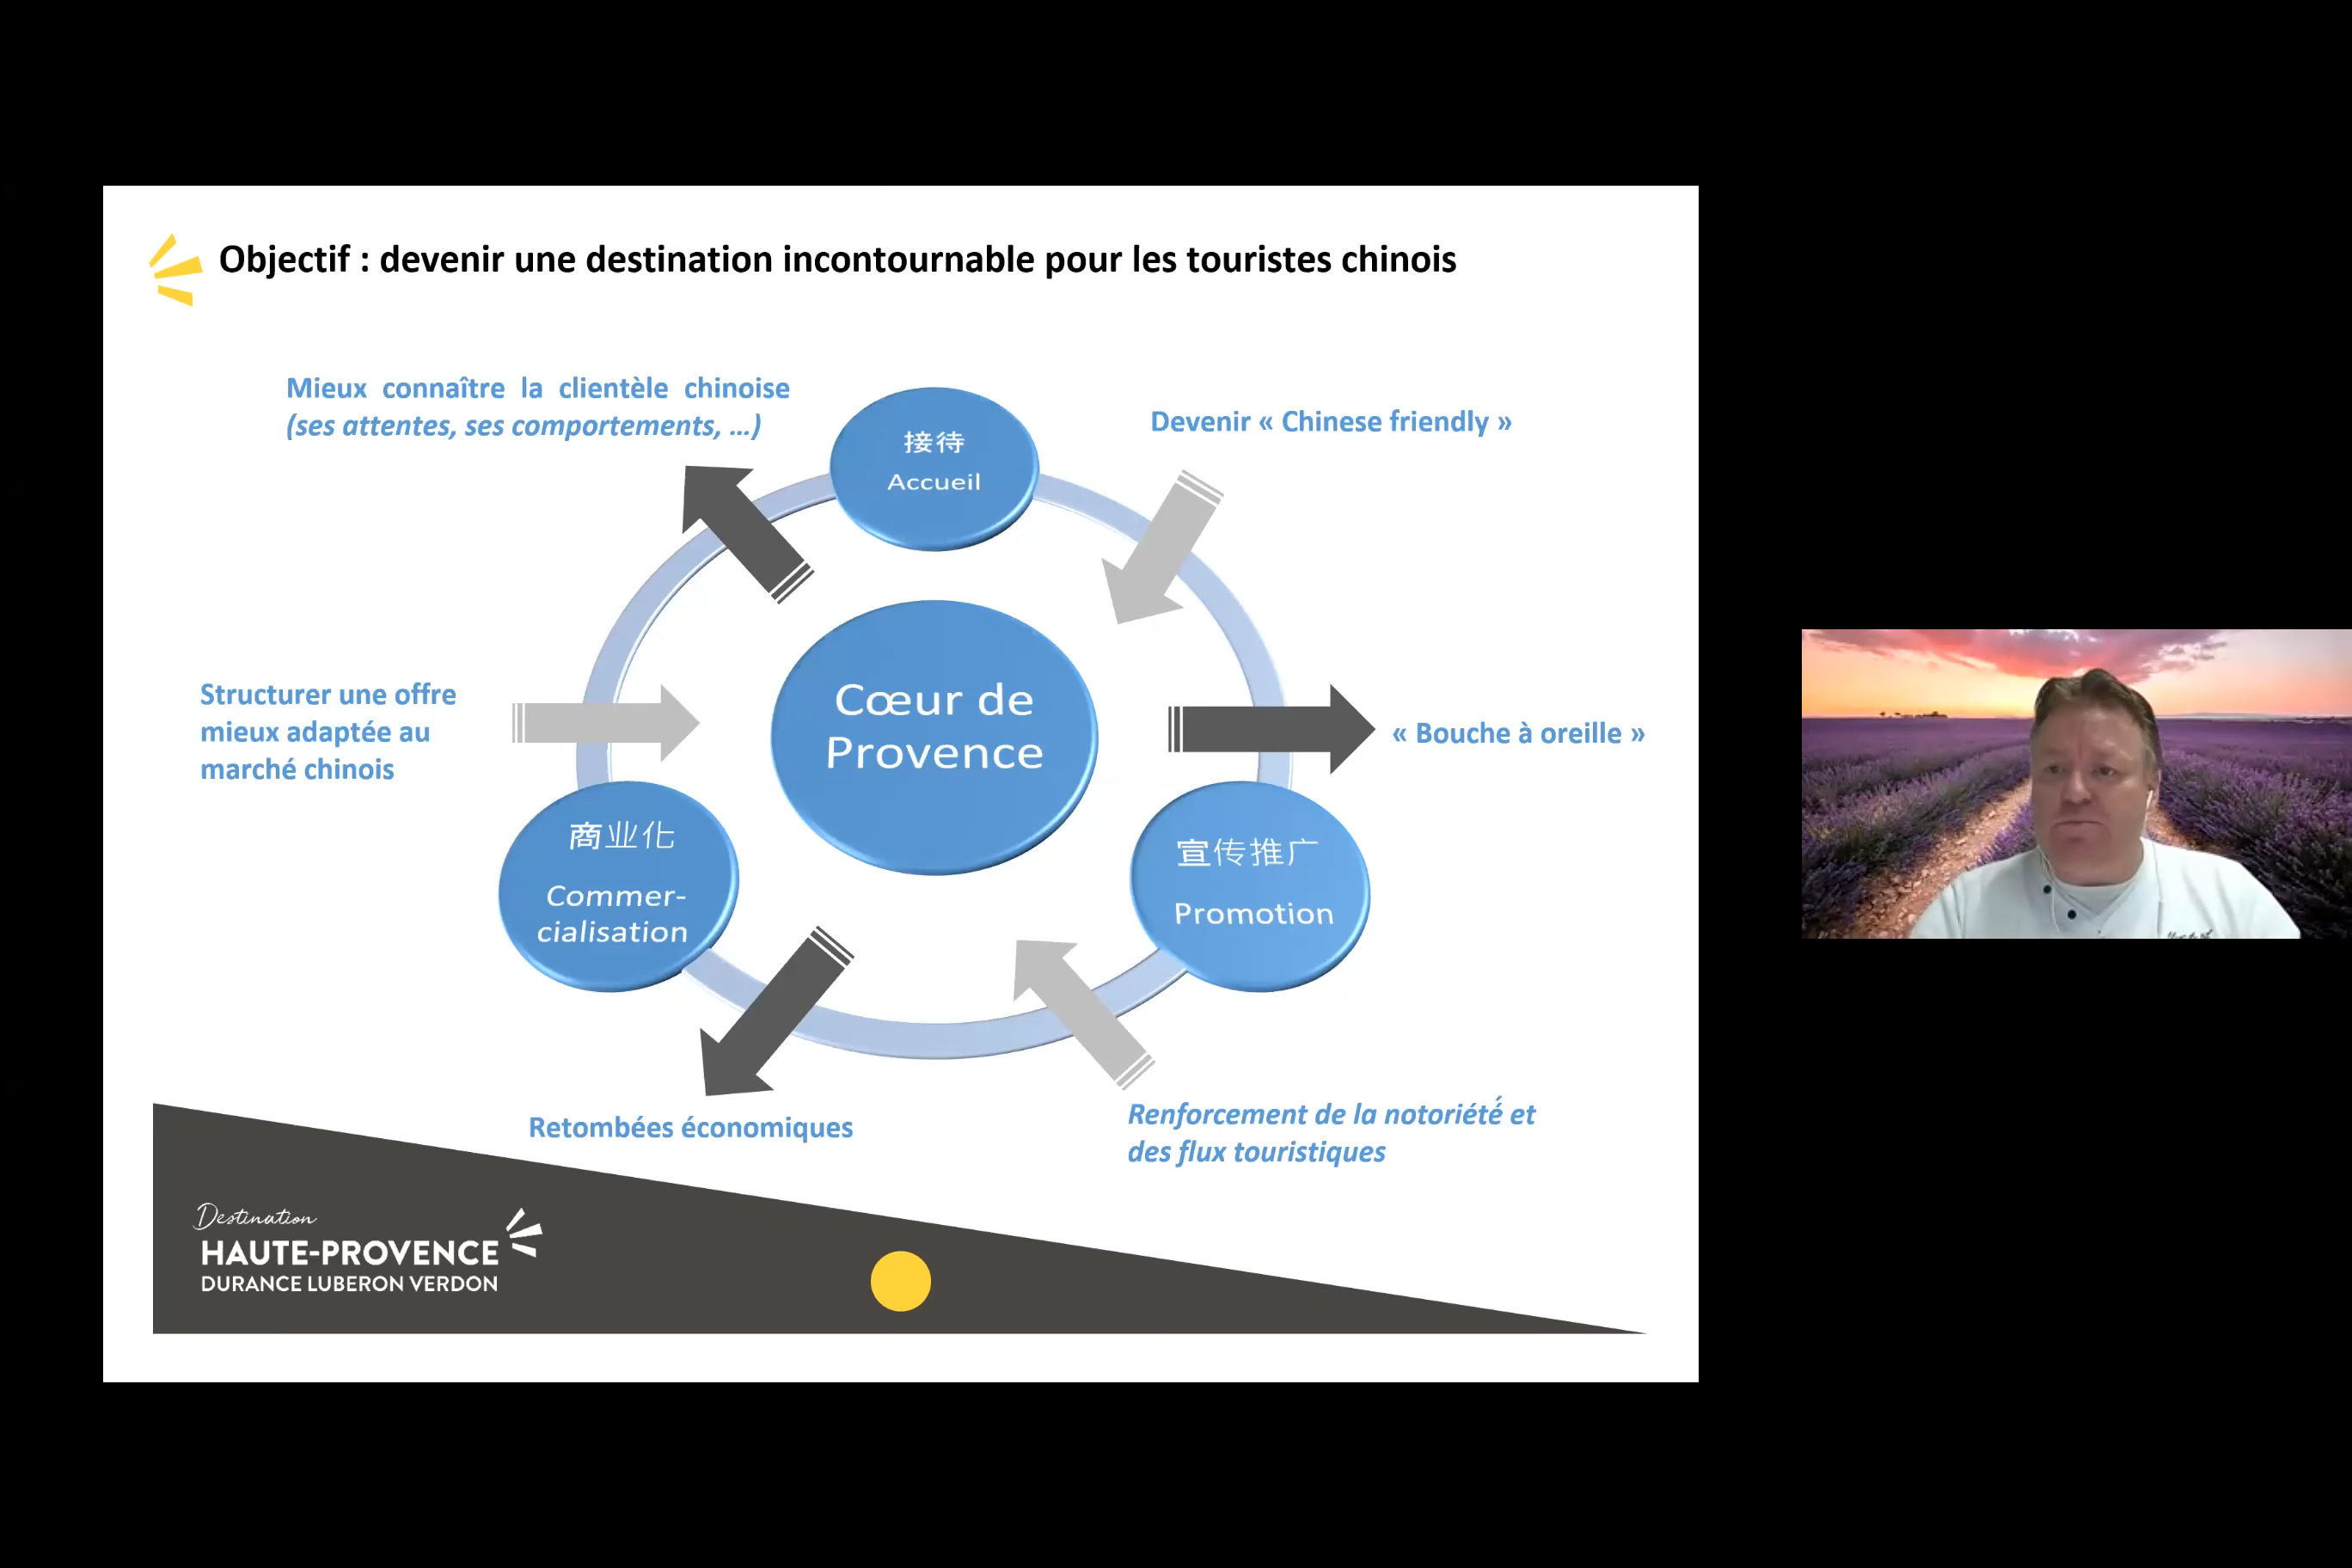 Objectif : devenir une destination incontournable pour les touristes chinois
Mieux connaître la clientèle chinoise
(ses attentes, ses comportements, ...)
接待
Accueil
Devenir « Chinese friendly »
Structurer une offre
mieux adaptée au
marché chinois
Cœur de
Provence
« Bouche à oreille »
商业化
Commer-
cialisation
宣传推广
Promotion
Retombées économiques
Renforcement de la notoriété́ et
des flux touristiques
Destination
HAUTE-PROVENCE
DURANCE LUBERON VERDON